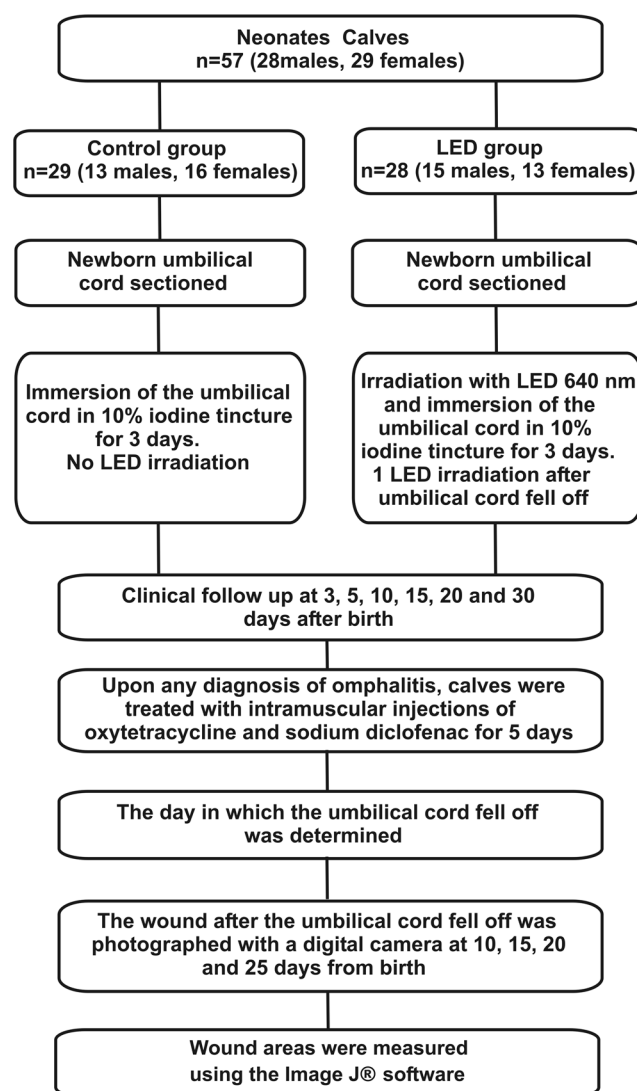 Neonates Calves
n=57 (28males, 29 females)
Control group
n=29 (13 males, 16 females)
LED group
n=28 (15 males, 13 females)
Newborn umbilical
cord sectioned
Newborn umbilical
cord sectioned
Immersion of the umbilical
cord in 10% iodine tincture
for 3 days.
No LED irradiation
Irradiation with LED 640 nm
and immersion of the
umbilical cord in 10%
iodine tincture for 3 days.
1 LED irradiation after
umbilical cord fell off
Clinical follow up at 3, 5, 10, 15, 20 and 30
days after birth
Upon any diagnosis of omphalitis, calves were
treated with intramuscular injections of
oxytetracycline and sodium diclofenac for 5 days
The day in which the umbilical cord fell off
was determined
The wound after the umbilical cord fell off was
photographed with a digital camera at 10, 15, 20
and 25 days from birth
Wound areas were measured
using the Image J® software